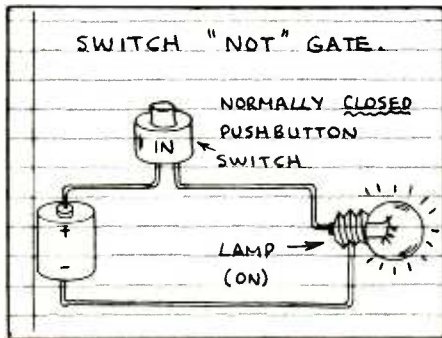 SWITCH "NOT" GATE.
NORMALLY CLOSED
PUSHBUTTON
SWITCH
IN
+
-
LAMP
(ON)